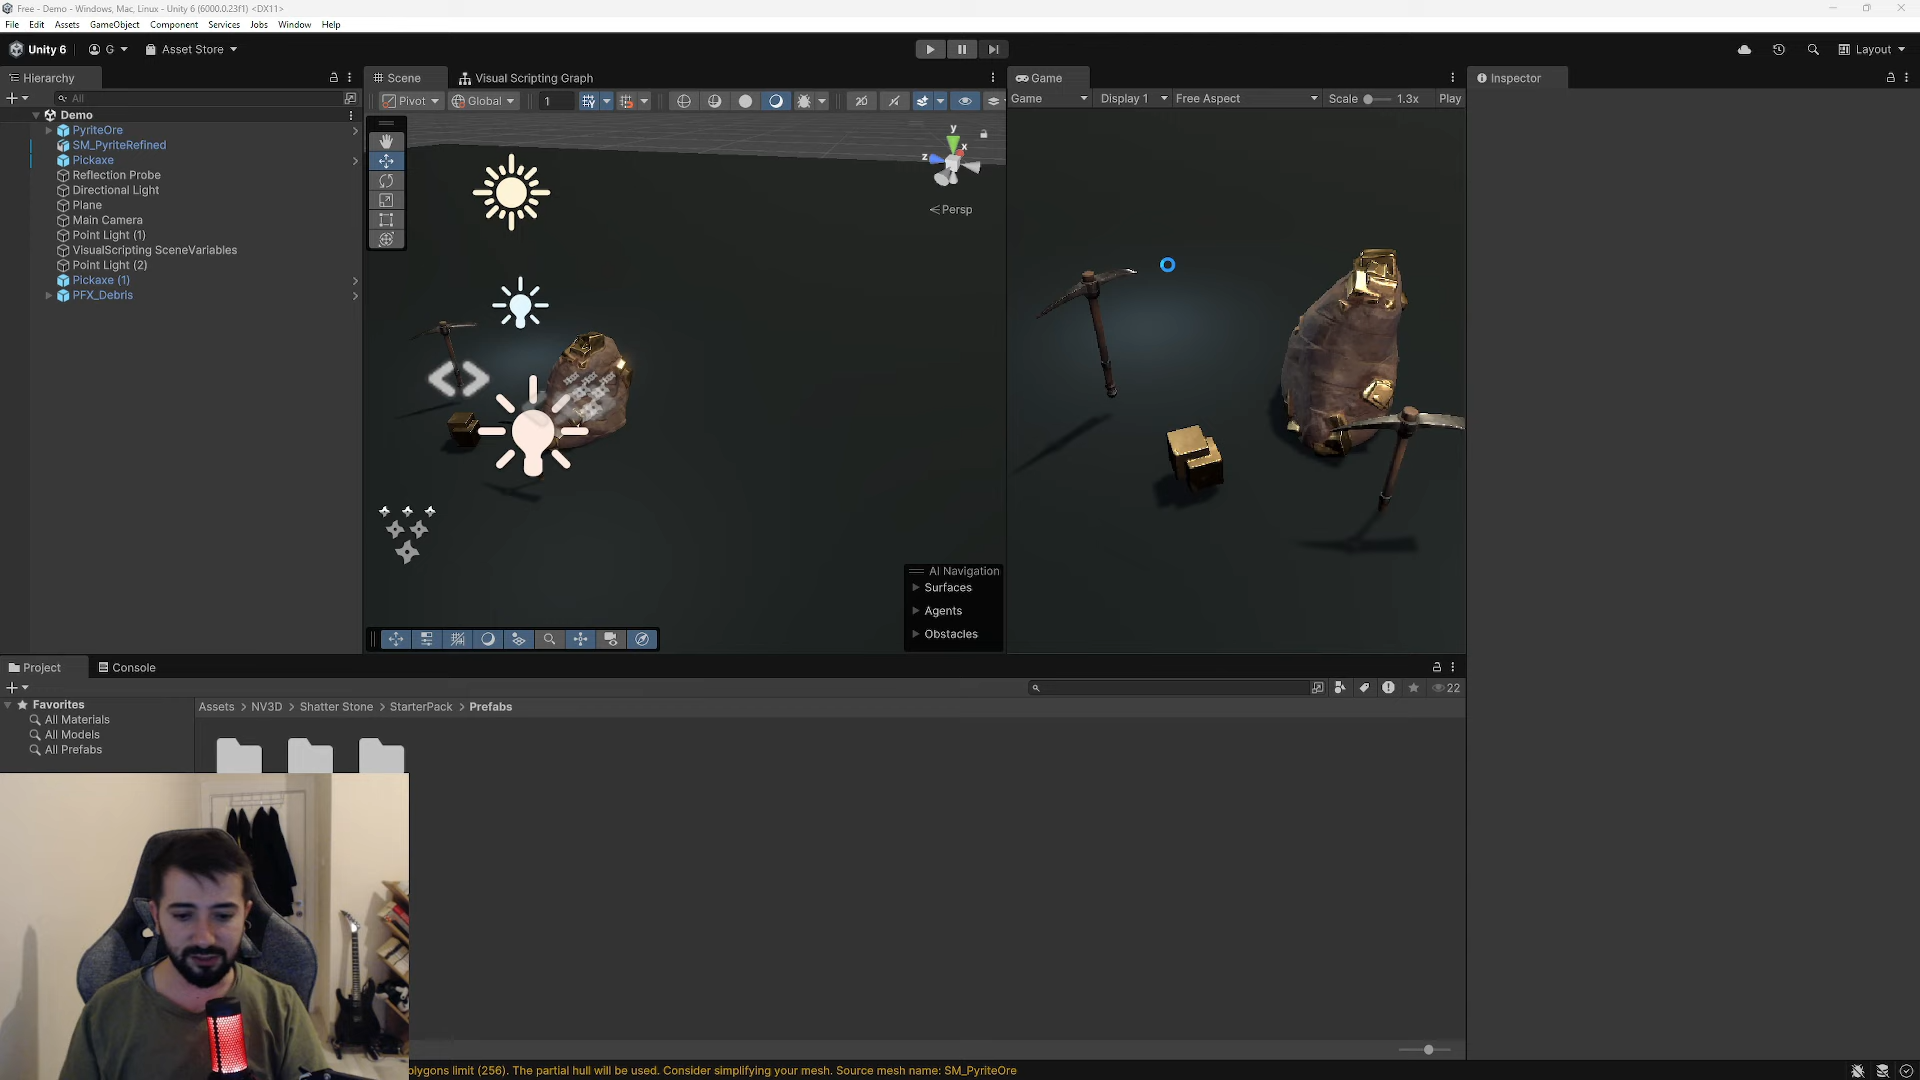 Free - Demo - Windows, Mac, Linux - Unity 6 (6000.0.23f1) <DX11>
File Edit Assets GameObject Component Services Jobs Window Help
Unity 6 G Asset Store Layout
Hierarchy Scene Visual Scripting Graph Game Inspector
All Pivot Global 1 2D Game Display 1 Free Aspect Scale 1.3x Play
Demo
PyriteOre
SM_PyriteRefined
Pickaxe
Reflection Probe
Directional Light
Plane
Main Camera
Point Light (1)
VisualScripting SceneVariables
Point Light (2)
Pickaxe (1)
PFX_Debris
y
x
z
Persp
AI Navigation
Surfaces
Agents
Obstacles
Project Console
22
Favorites
All Materials
All Models
All Prefabs
Assets > NV3D > Shatter Stone > StarterPack > Prefabs
olygons limit (256). The partial hull will be used. Consider simplifying your mesh. Source mesh name: SM_PyriteOre